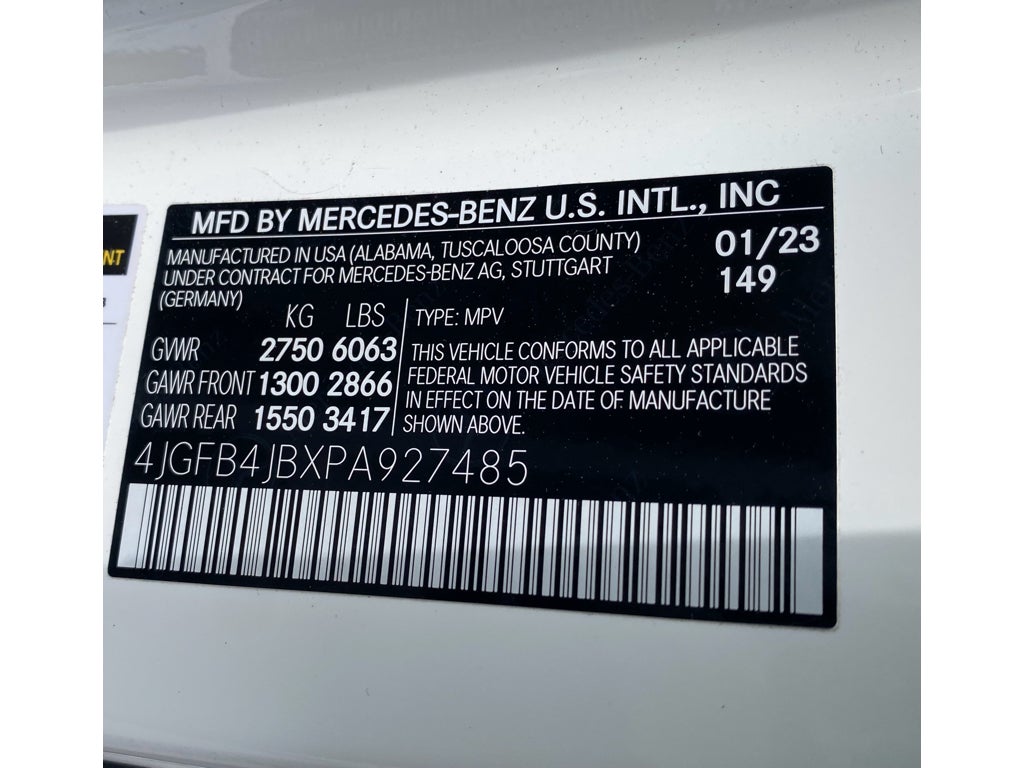 MFD BY MERCEDES-BENZ U.S. INTL., INC
MANUFACTURED IN USA (ALABAMA, TUSCALOOSA COUNTY)
UNDER CONTRACT FOR MERCEDES-BENZ AG, STUTTGART
(GERMANY)
01/23
149
KG LBS
GVWR 2750 6063
GAWR FRONT 1300 2866
GAWR REAR 1550 3417
TYPE: MPV
THIS VEHICLE CONFORMS TO ALL APPLICABLE
FEDERAL MOTOR VEHICLE SAFETY STANDARDS
IN EFFECT ON THE DATE OF MANUFACTURE
SHOWN ABOVE.
4JGFB4JBXPA927485